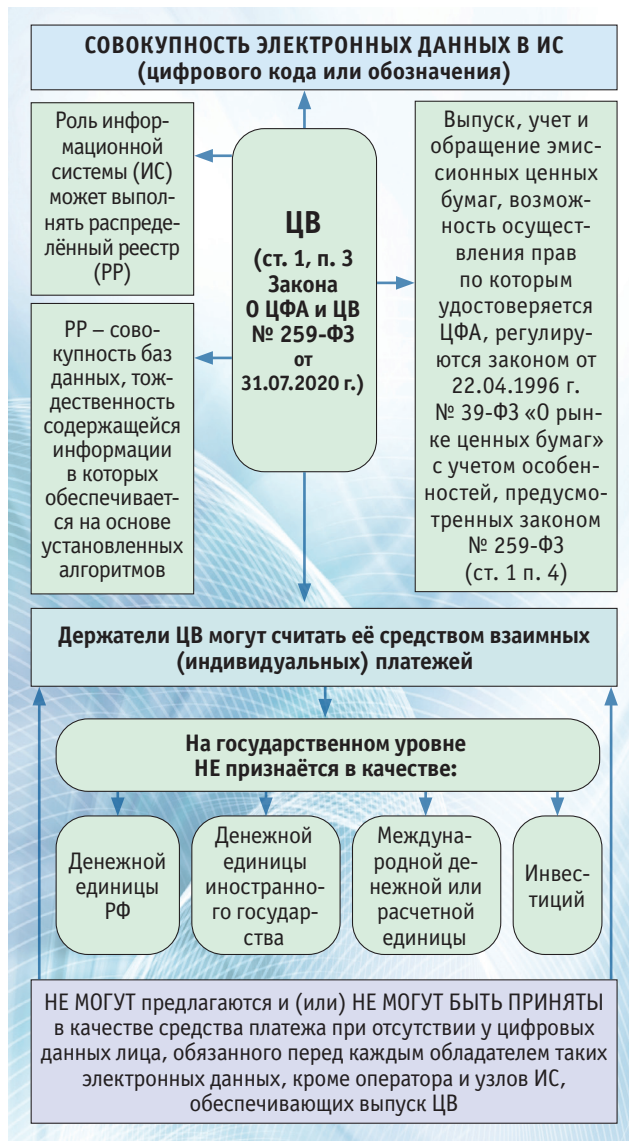 СОВОКУПНОСТЬ ЭЛЕКТРОННЫХ ДАННЫХ В ИС
(цифрового кода или обозначения)
Роль инфор-
мационной
системы (ИС)
может выпол-
нять распреде-
лённый реестр
(РР)
РР – сово-
купность баз
данных, тож-
дественность
содержащейся
информации
в которых
обеспечивает-
ся на основе
установленных
алгоритмов
ЦВ
(ст. 1, п. 3
Закона
О ЦФА и ЦВ
№ 259-ФЗ
от
31.07.2020 г.)
Выпуск, учет и
обращение эмис-
сионных ценных
бумаг, возмож-
ность осущест-
вления прав
по которым
удостоверяется
ЦФА, регулиру-
ются законом от
22.04.1996 г.
№ 39-ФЗ «О рын-
ке ценных бумаг»
с учетом особен-
ностей, предусмо-
тренных законом
№ 259-ФЗ
(ст. 1 п. 4)
Держатели ЦВ могут считать её средством взаимных
(индивидуальных) платежей
На государственном уровне
НЕ признаётся в качестве:
Денежной
единицы
РФ
Денежной
единицы
иностранно-
го государ-
ства
Междуна-
родной де-
нежной или
расчетной
единицы
Инвес-
тиций
НЕ МОГУТ предлагаются и (или) НЕ МОГУТ БЫТЬ ПРИНЯТЫ
в качестве средства платежа при отсутствии у цифровых
данных лица, обязанного перед каждым обладателем таких
электронных данных, кроме оператора и узлов ИС,
обеспечивающих выпуск ЦВ